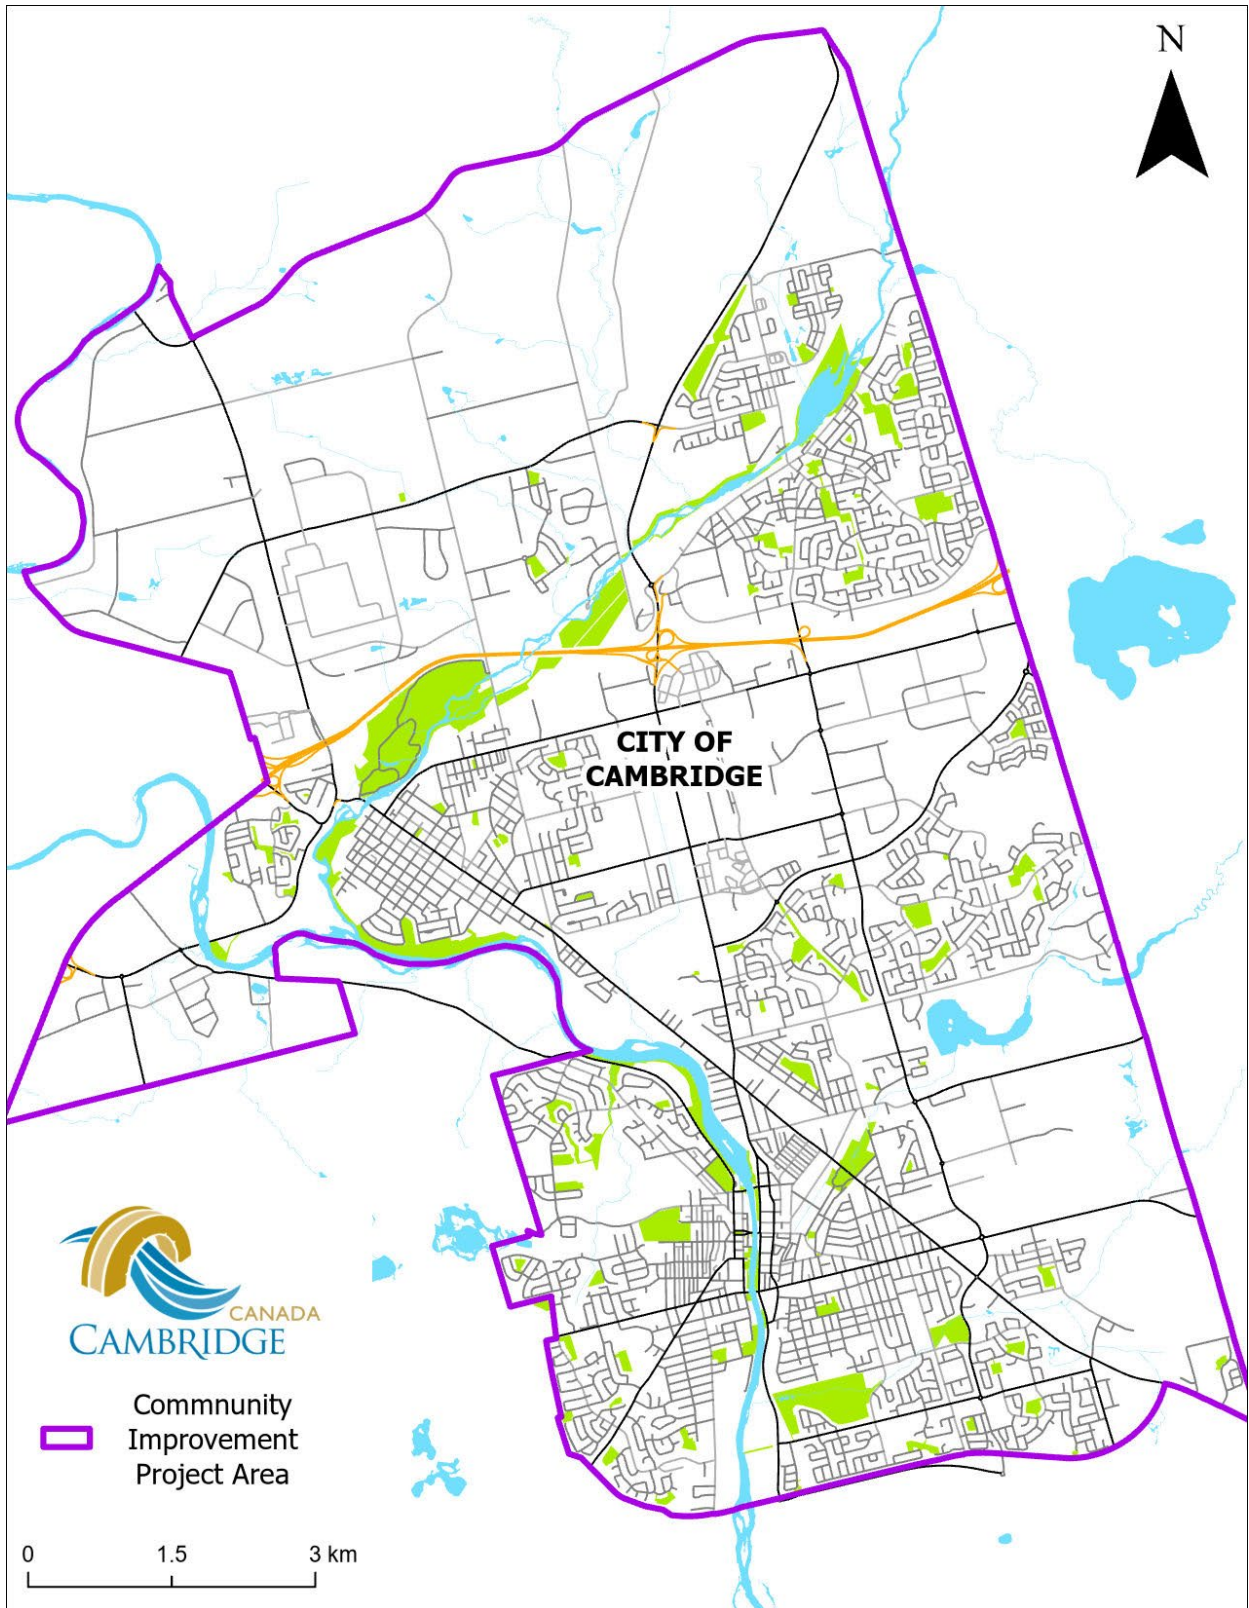 N
CITY OF
CAMBRIDGE
CANADA
CAMBRIDGE
Commnunity
Improvement
Project Area
0 1.5 3 km